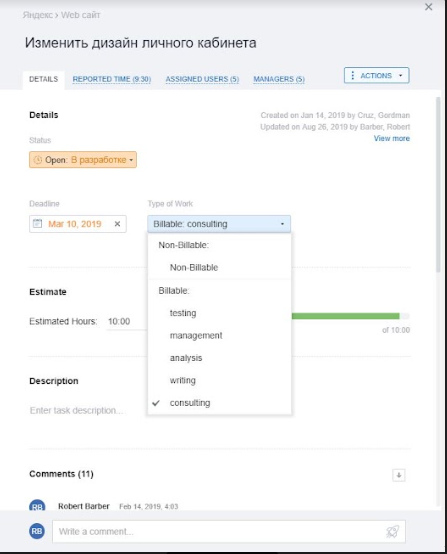 Яндекс › Web сайт
Изменить дизайн личного кабинета
DETAILS REPORTED TIME (9:30) ASSIGNED USERS (5) MANAGERS (5) ACTIONS
Details
Created on Jan 14, 2019 by Cruz, Gordman
Updated on Aug 26, 2019 by Barber, Robert
View more
Status
Open: В разработке
Deadline Type of Work
Mar 10, 2019 Billable: consulting
Non-Billable:
Non-Billable
Billable:
testing
management
analysis
writing
consulting
Estimate
Estimated Hours: 10:00
of 10:00
Description
Enter task description...
Comments (11)
RB Robert Barber Feb 14, 2019, 4:03
RB Write a comment...